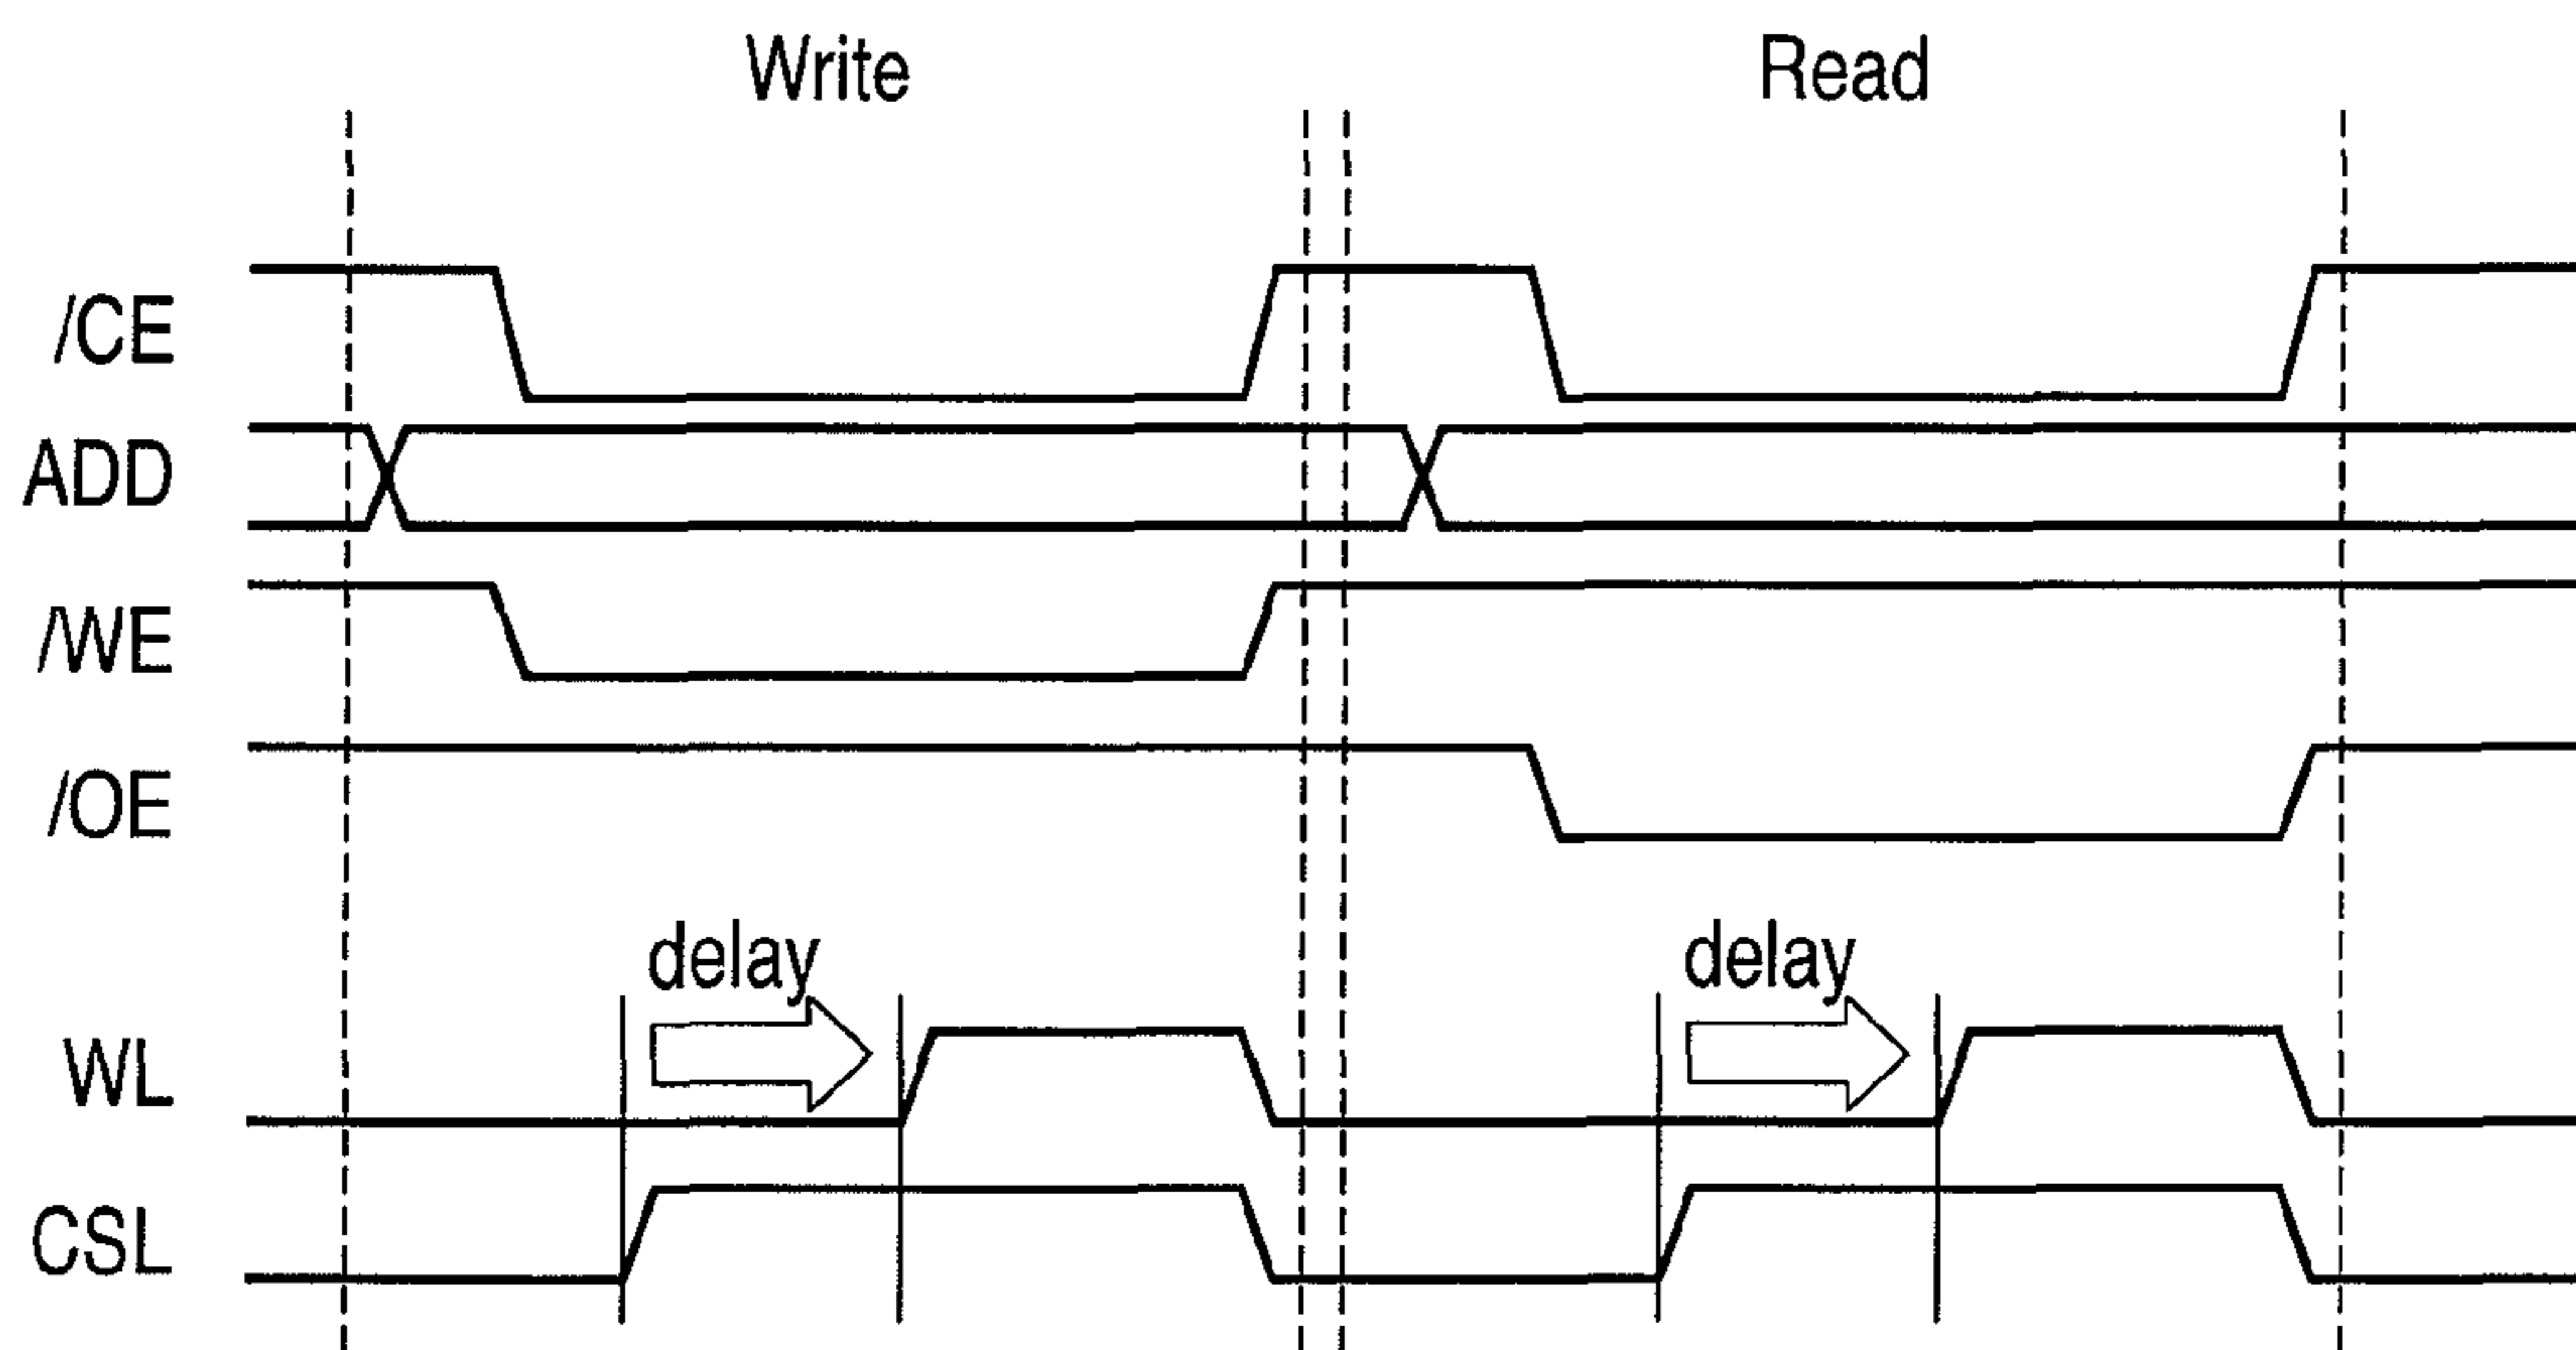 Write
Read
/CE
ADD
/WE
/OE
delay
delay
WL
CSL